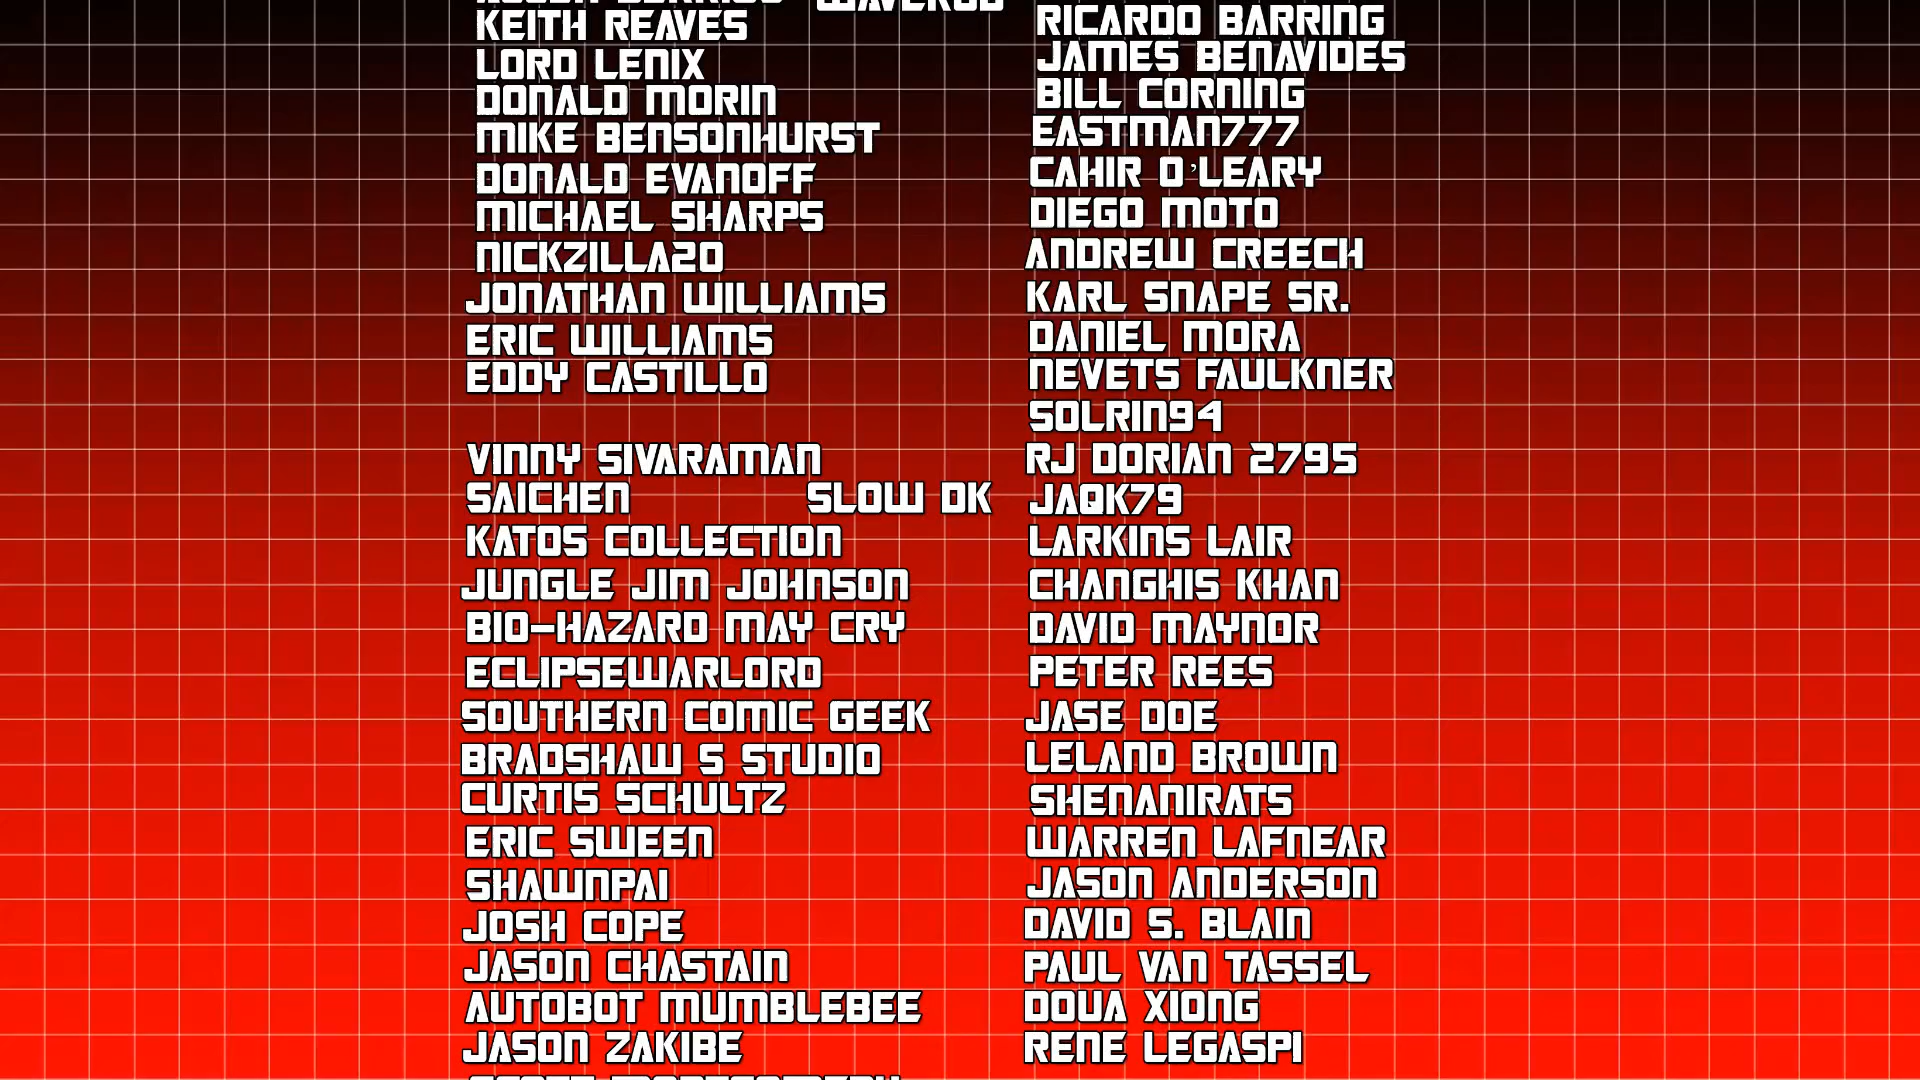 KEITH REAVES
LORD LENIX
DONALD MORIN
MIKE BENSONHURST
DONALD EVANOFF
MICHAEL SHARPS
NICKZILLA20
JONATHAN WILLIAMS
ERIC WILLIAMS
EDDY CASTILLO
VINNY SIVARAMAN
SAICHEN SLOW DK
KATOS COLLECTION
JUNGLE JIM JOHNSON
BIO-HAZARD MAY CRY
ECLIPSEWARLORD
SOUTHERN COMIC GEEK
BRADSHAW S STUDIO
CURTIS SCHULTZ
ERIC SWEEN
SHAWNPAI
JOSH COPE
JASON CHASTAIN
AUTOBOT MUMBLEBEE
JASON ZAKIBE
RICARDO BARRING
JAMES BENAVIDES
BILL CORNING
EASTMAN777
CAHIR O'LEARY
DIEGO MOTO
ANDREW CREECH
KARL SNAPE SR.
DANIEL MORA
NEVETS FAULKNER
SOLRIN94
RJ DORIAN 2795
JAQK79
LARKINS LAIR
CHANGHIS KHAN
DAVID MAYNOR
PETER REES
JASE DOE
LELAND BROWN
SHENANIRATS
WARREN LAFNEAR
JASON ANDERSON
DAVID S. BLAIN
PAUL VAN TASSEL
DOUA XIONG
RENE LEGASPI